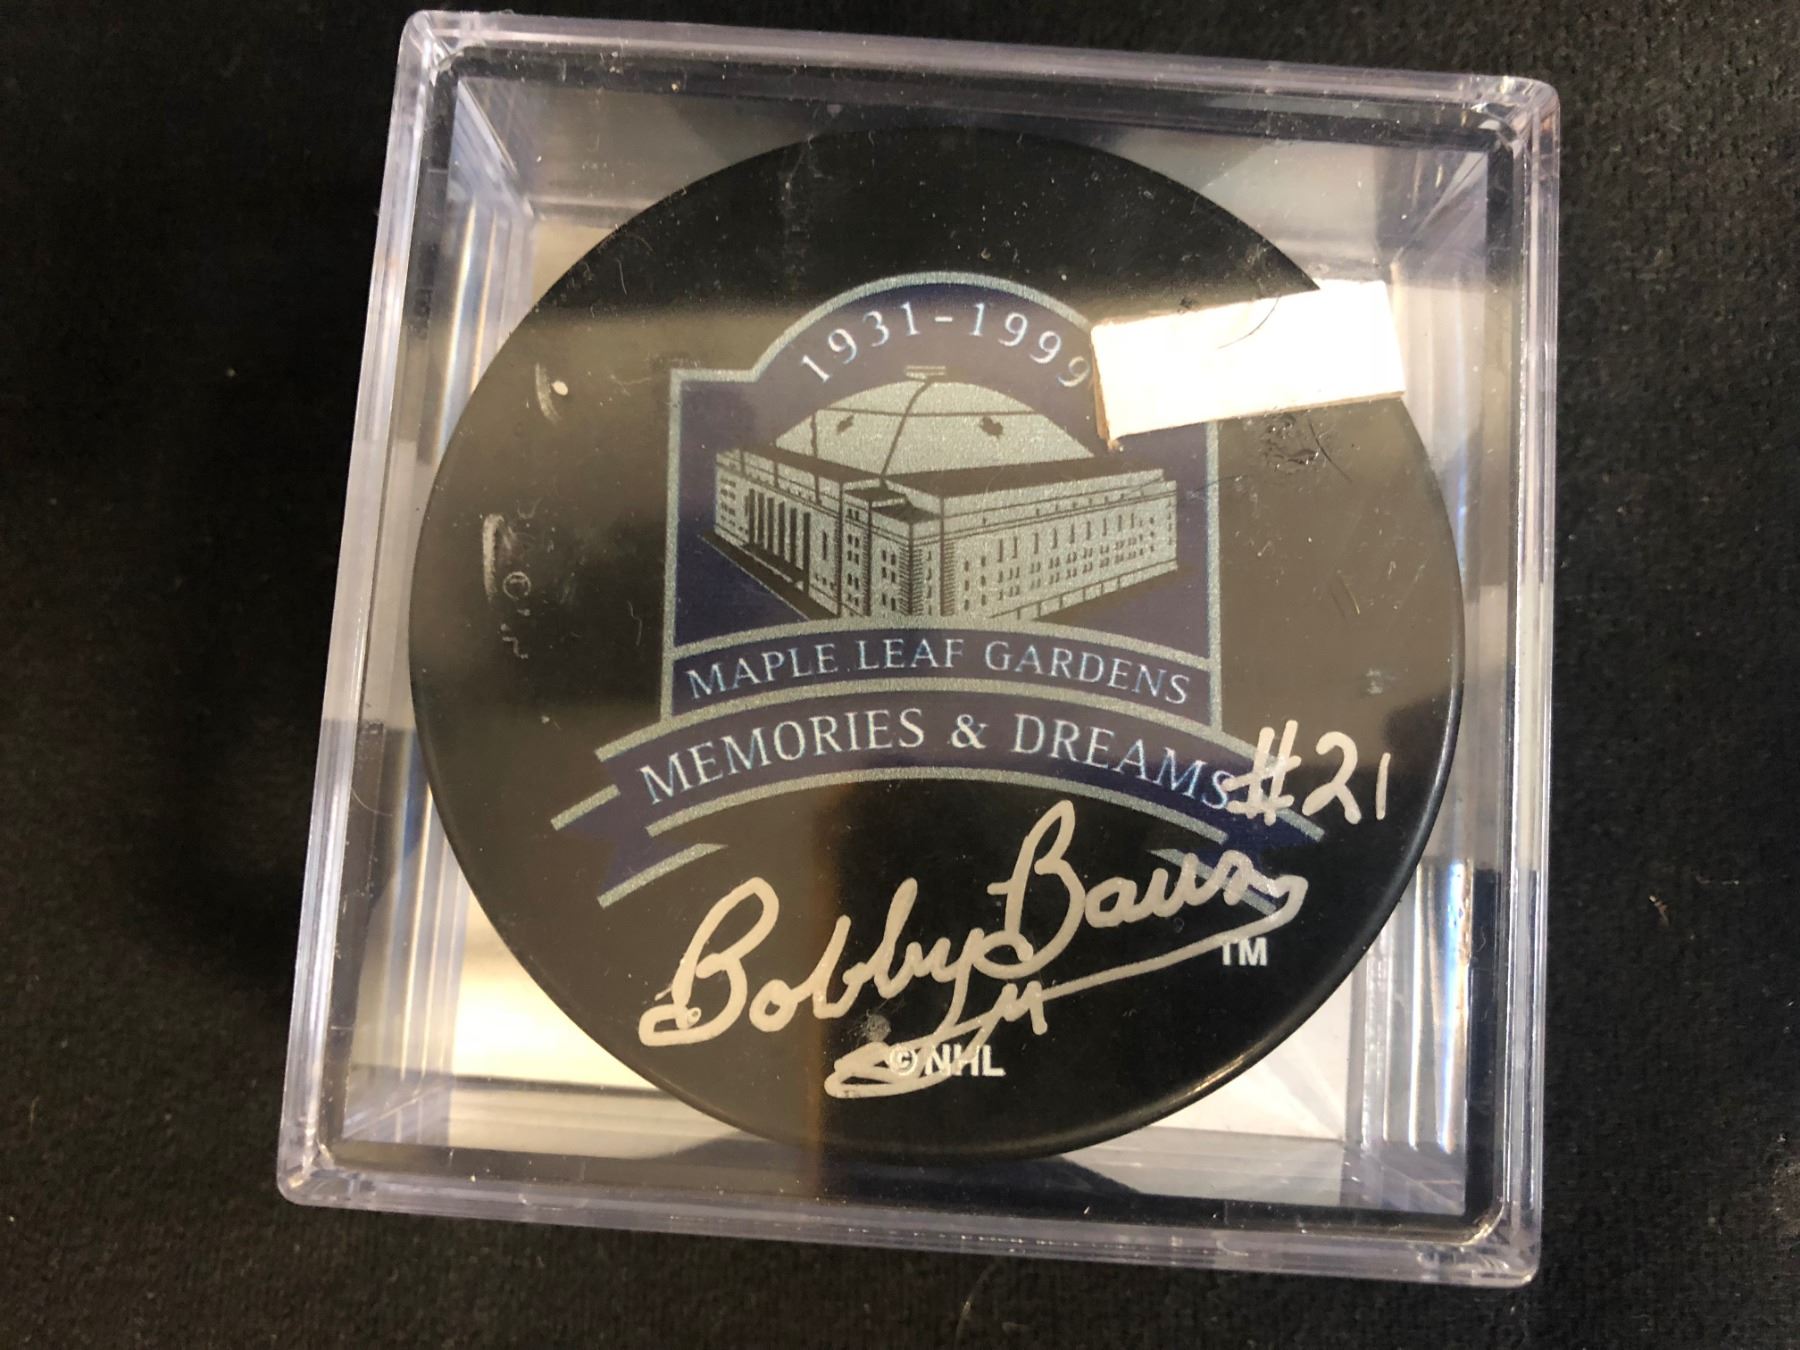 1931-1999
MAPLE LEAF GARDENS
MEMORIES & DREAMS
#21
Bobby Baun
TM
© NHL